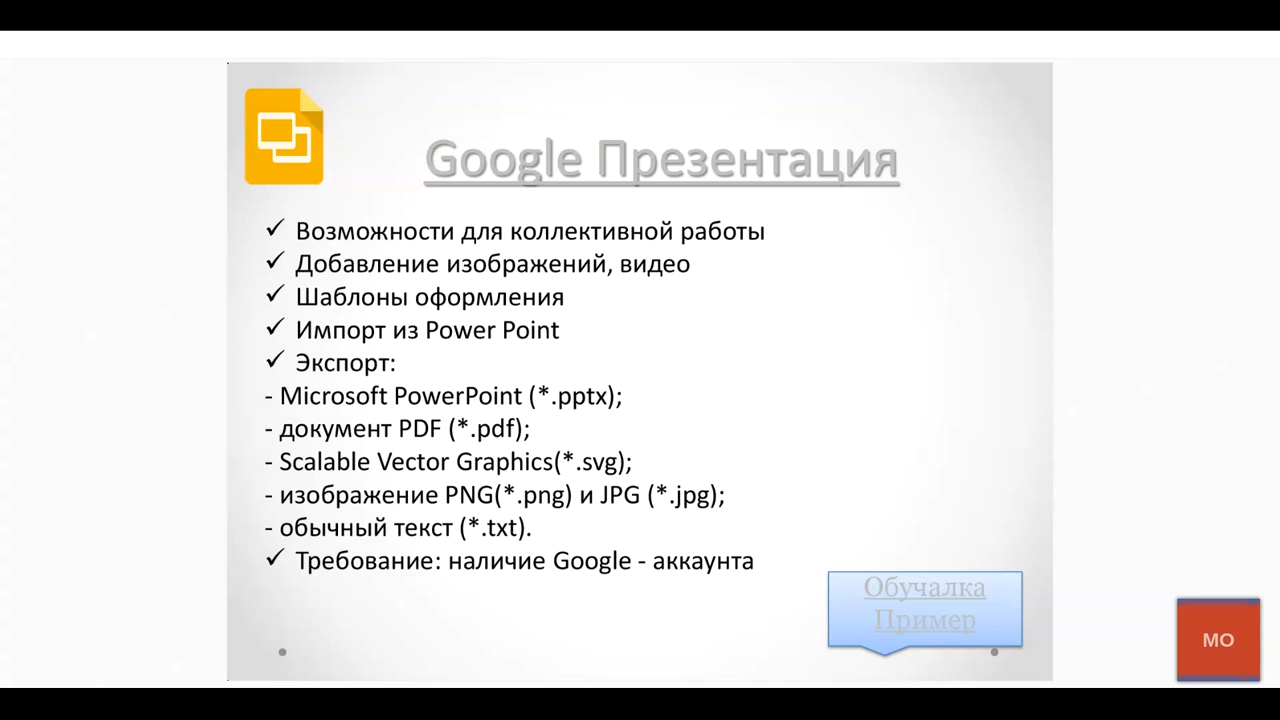 Google Презентация
✓ Возможности для коллективной работы
✓ Добавление изображений, видео
✓ Шаблоны оформления
✓ Импорт из Power Point
✓ Экспорт:
- Microsoft PowerPoint (*.pptx);
- документ PDF (*.pdf);
- Scalable Vector Graphics(*.svg);
- изображение PNG(*.png) и JPG (*.jpg);
- обычный текст (*.txt).
✓ Требование: наличие Google - аккаунта
Обучалка
Пример
МО